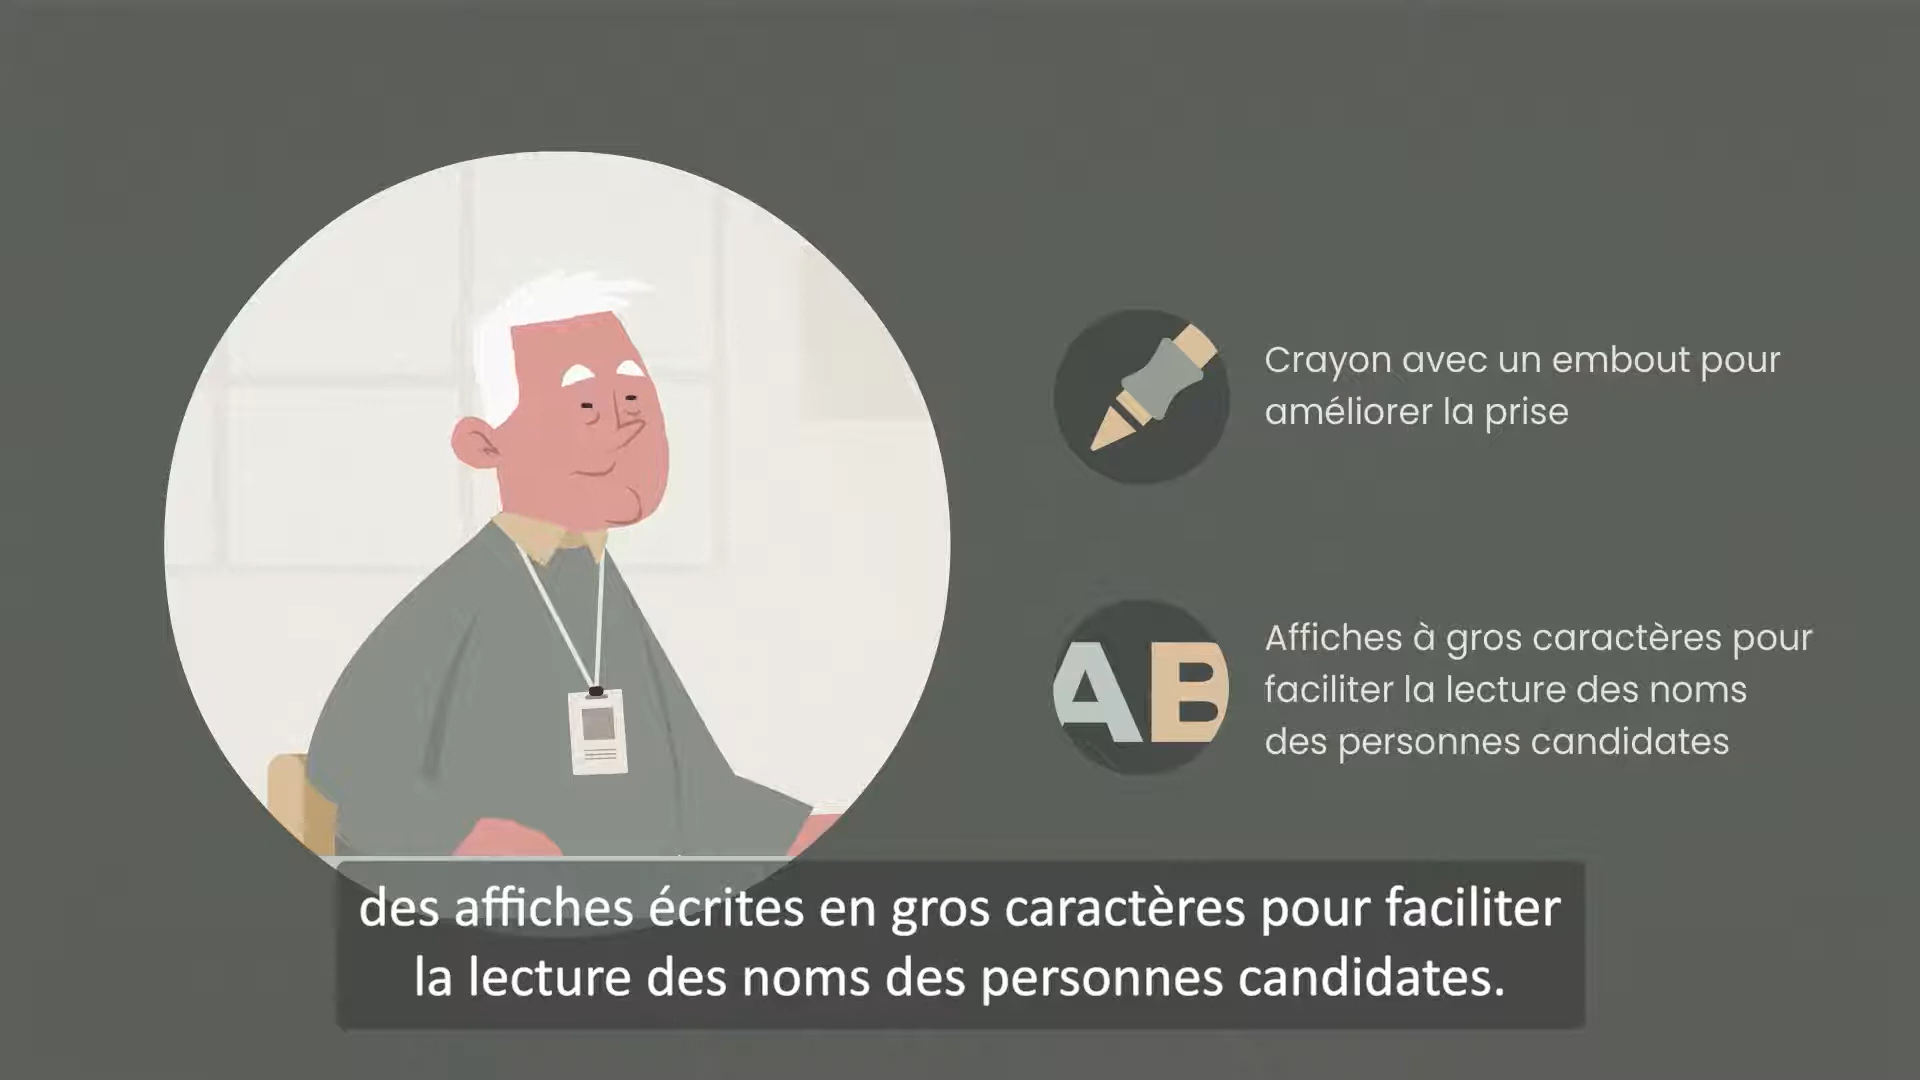 Crayon avec un embout pour
améliorer la prise
AB
Affiches à gros caractères pour
faciliter la lecture des noms
des personnes candidates
des affiches écrites en gros caractères pour faciliter
la lecture des noms des personnes candidates.